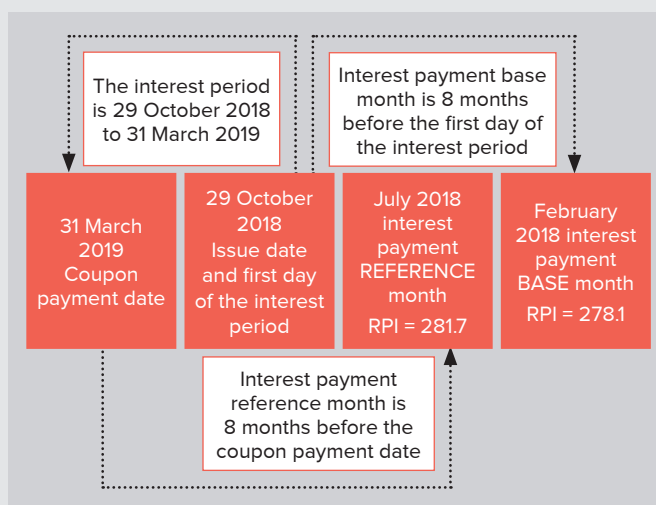 The interest period
is 29 October 2018
to 31 March 2019
Interest payment base
month is 8 months
before the first day of
the interest period
31 March
2019
Coupon
payment date
29 October
2018
Issue date
and first day
of the interest
period
July 2018
interest
payment
REFERENCE
month
RPI = 281.7
February
2018 interest
payment
BASE month
RPI = 278.1
Interest payment
reference month is
8 months before the
coupon payment date